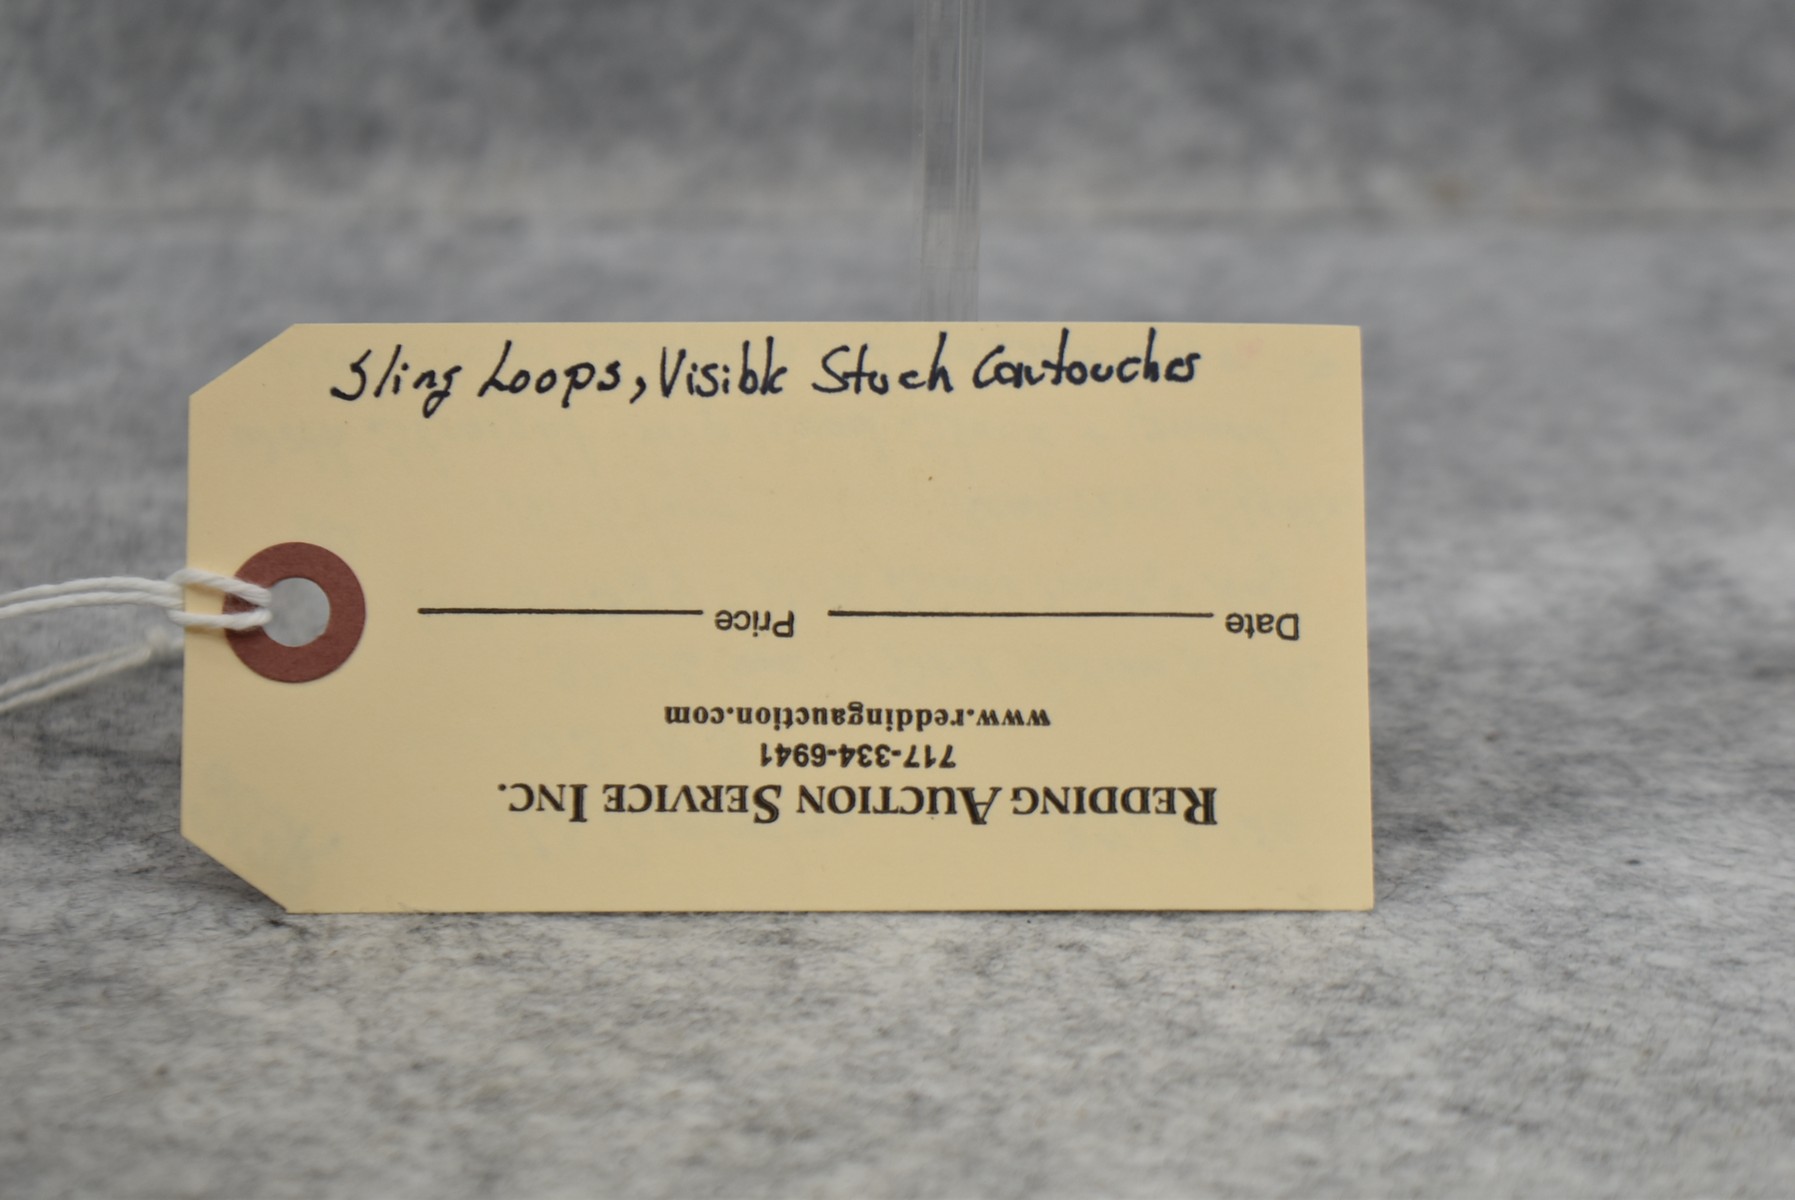 Sling Loops, Visible Stock Cartouches
REDDING AUCTION SERVICE INC.
717-334-6941
www.reddingauction.com
Date Price